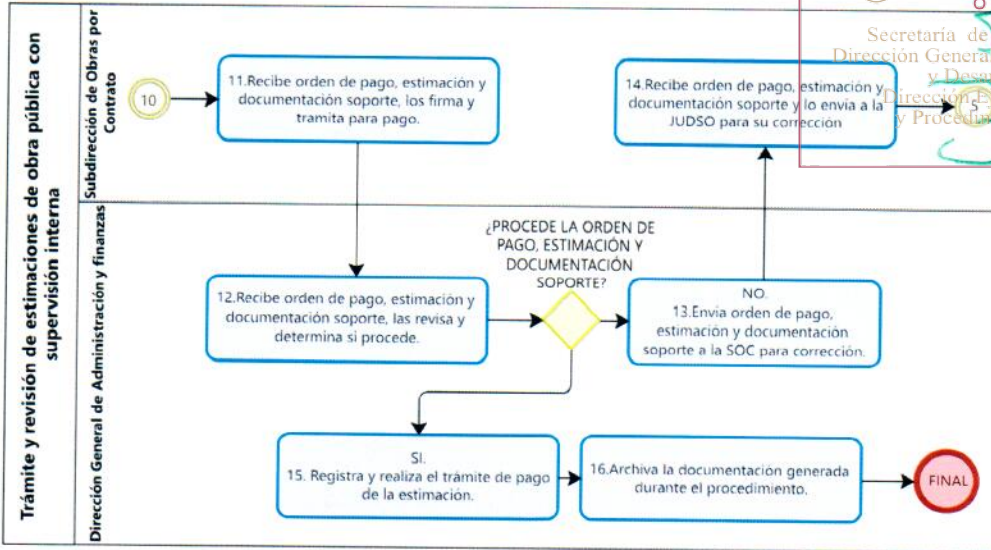 Trámite y revisión de estimaciones de obra pública con
supervisión interna
Subdirección de Obras por
Contrato
10
11.Recibe orden de pago, estimación y
documentación soporte, los firma y
tramita para pago.
14.Recibe orden de pago, estimación y
documentación soporte y lo envía a la
JUDSO para su corrección
5
Secretaría de
Dirección General
y Desar
Dirección E
y Procedim
Dirección General de Administración y finanzas
12.Recibe orden de pago, estimación y
documentación soporte, las revisa y
determina si procede.
¿PROCEDE LA ORDEN DE
PAGO, ESTIMACIÓN Y
DOCUMENTACIÓN
SOPORTE?
NO.
13.Envia orden de pago,
estimación y documentación
soporte a la SOC para corrección.
SI.
15. Registra y realiza el trámite de pago
de la estimación.
16.Archiva la documentación generada
durante el procedimiento.
FINAL